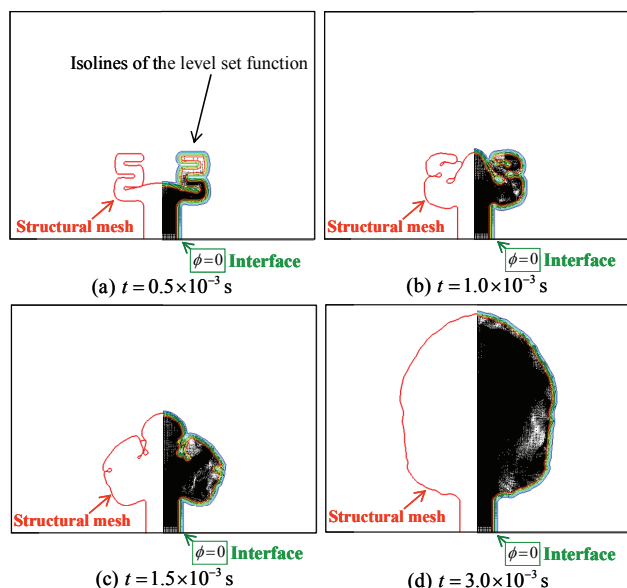 Isolines of the level set function
Structural mesh
ϕ=0 Interface
(a) t = 0.5×10⁻³ s
Structural mesh
ϕ=0 Interface
(b) t = 1.0×10⁻³ s
Structural mesh
ϕ=0 Interface
(c) t = 1.5×10⁻³ s
Structural mesh
ϕ=0 Interface
(d) t = 3.0×10⁻³ s